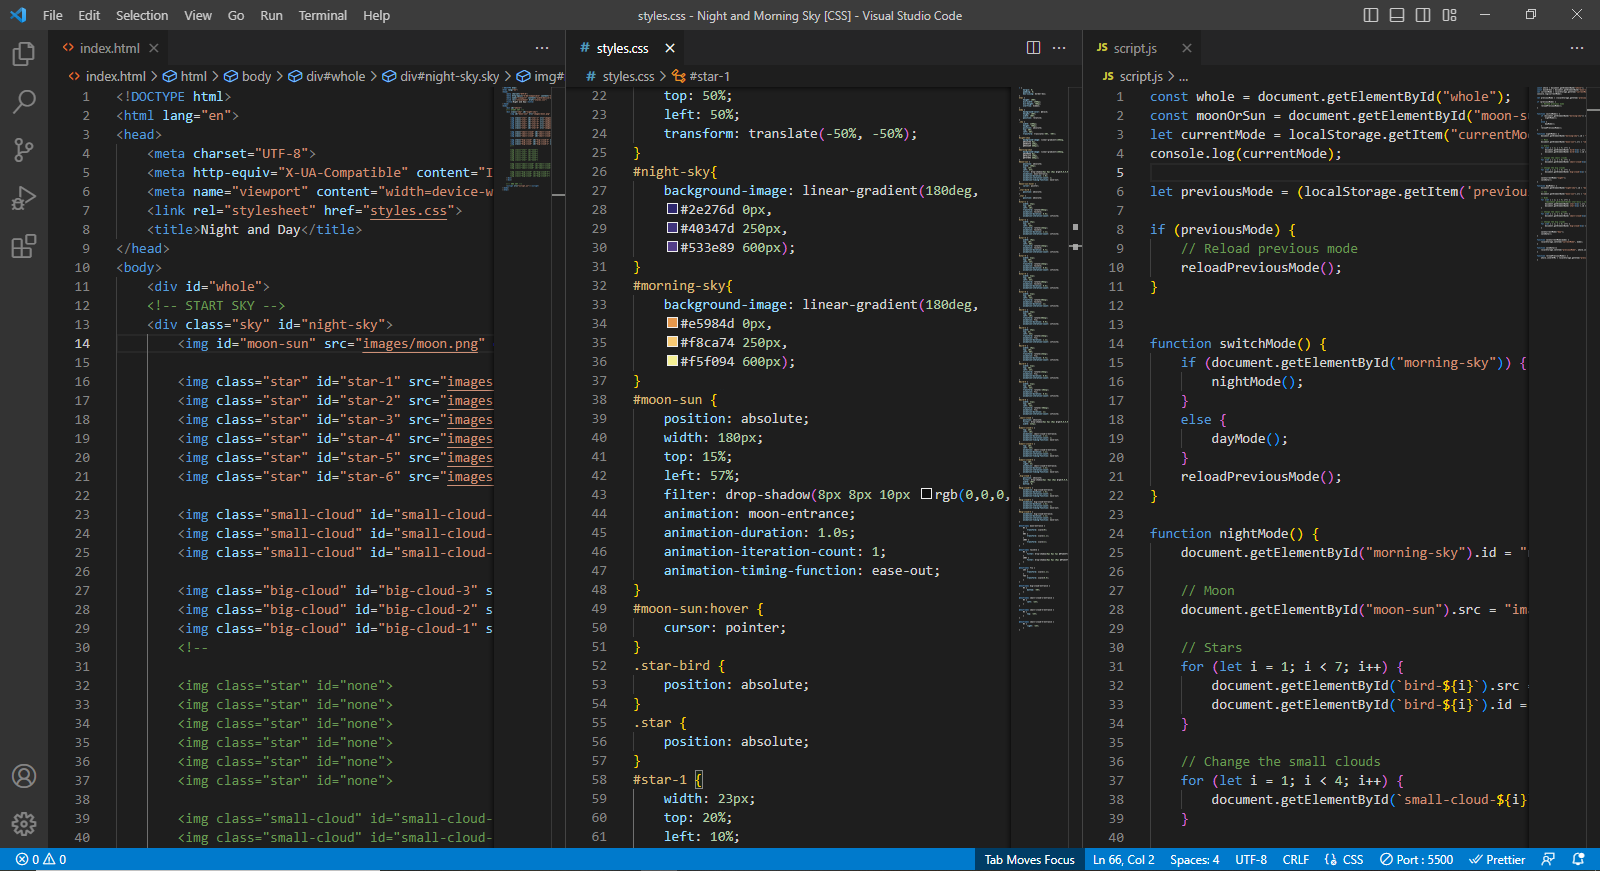 File Edit Selection View Go Run Terminal Help
styles.css - Night and Morning Sky [CSS] - Visual Studio Code
<> index.html
<> index.html > html > body > div#whole > div#night-sky.sky > img#
1 <!DOCTYPE html>
2 <html lang="en">
3 <head>
4 <meta charset="UTF-8">
5 <meta http-equiv="X-UA-Compatible" content="I
6 <meta name="viewport" content="width=device-w
7 <link rel="stylesheet" href="styles.css">
8 <title>Night and Day</title>
9 </head>
10 <body>
11 <div id="whole">
12 <!-- START SKY -->
13 <div class="sky" id="night-sky">
14 <img id="moon-sun" src="images/moon.png"
15
16 <img class="star" id="star-1" src="images
17 <img class="star" id="star-2" src="images
18 <img class="star" id="star-3" src="images
19 <img class="star" id="star-4" src="images
20 <img class="star" id="star-5" src="images
21 <img class="star" id="star-6" src="images
22
23 <img class="small-cloud" id="small-cloud-
24 <img class="small-cloud" id="small-cloud-
25 <img class="small-cloud" id="small-cloud-
26
27 <img class="big-cloud" id="big-cloud-3" s
28 <img class="big-cloud" id="big-cloud-2" s
29 <img class="big-cloud" id="big-cloud-1" s
30 <!--
31
32 <img class="star" id="none">
33 <img class="star" id="none">
34 <img class="star" id="none">
35 <img class="star" id="none">
36 <img class="star" id="none">
37 <img class="star" id="none">
38
39 <img class="small-cloud" id="small-cloud-
40 <img class="small-cloud" id="small-cloud-
# styles.css
# styles.css > #star-1
22 top: 50%;
23 left: 50%;
24 transform: translate(-50%, -50%);
25 }
26 #night-sky{
27 background-image: linear-gradient(180deg,
28 #2e276d 0px,
29 #40347d 250px,
30 #533e89 600px);
31 }
32 #morning-sky{
33 background-image: linear-gradient(180deg,
34 #e5984d 0px,
35 #f8ca74 250px,
36 #f5f094 600px);
37 }
38 #moon-sun {
39 position: absolute;
40 width: 180px;
41 top: 15%;
42 left: 57%;
43 filter: drop-shadow(8px 8px 10px rgb(0,0,0,
44 animation: moon-entrance;
45 animation-duration: 1.0s;
46 animation-iteration-count: 1;
47 animation-timing-function: ease-out;
48 }
49 #moon-sun:hover {
50 cursor: pointer;
51 }
52 .star-bird {
53 position: absolute;
54 }
55 .star {
56 position: absolute;
57 }
58 #star-1 {
59 width: 23px;
60 top: 20%;
61 left: 10%;
JS script.js
JS script.js > ...
1 const whole = document.getElementById("whole");
2 const moonOrSun = document.getElementById("moon-s
3 let currentMode = localStorage.getItem("currentMo
4 console.log(currentMode);
5
6 let previousMode = (localStorage.getItem('previou
7
8 if (previousMode) {
9 // Reload previous mode
10 reloadPreviousMode();
11 }
12
13
14 function switchMode() {
15 if (document.getElementById("morning-sky")) {
16 nightMode();
17 }
18 else {
19 dayMode();
20 }
21 reloadPreviousMode();
22 }
23
24 function nightMode() {
25 document.getElementById("morning-sky").id = "
26
27 // Moon
28 document.getElementById("moon-sun").src = "im
29
30 // Stars
31 for (let i = 1; i < 7; i++) {
32 document.getElementById(`bird-${i}`).src =
33 document.getElementById(`bird-${i}`).id =
34 }
35
36 // Change the small clouds
37 for (let i = 1; i < 4; i++) {
38 document.getElementById(`small-cloud-${i}
39 }
40
0 0 Tab Moves Focus Ln 66, Col 2 Spaces: 4 UTF-8 CRLF {} CSS Port : 5500 Prettier